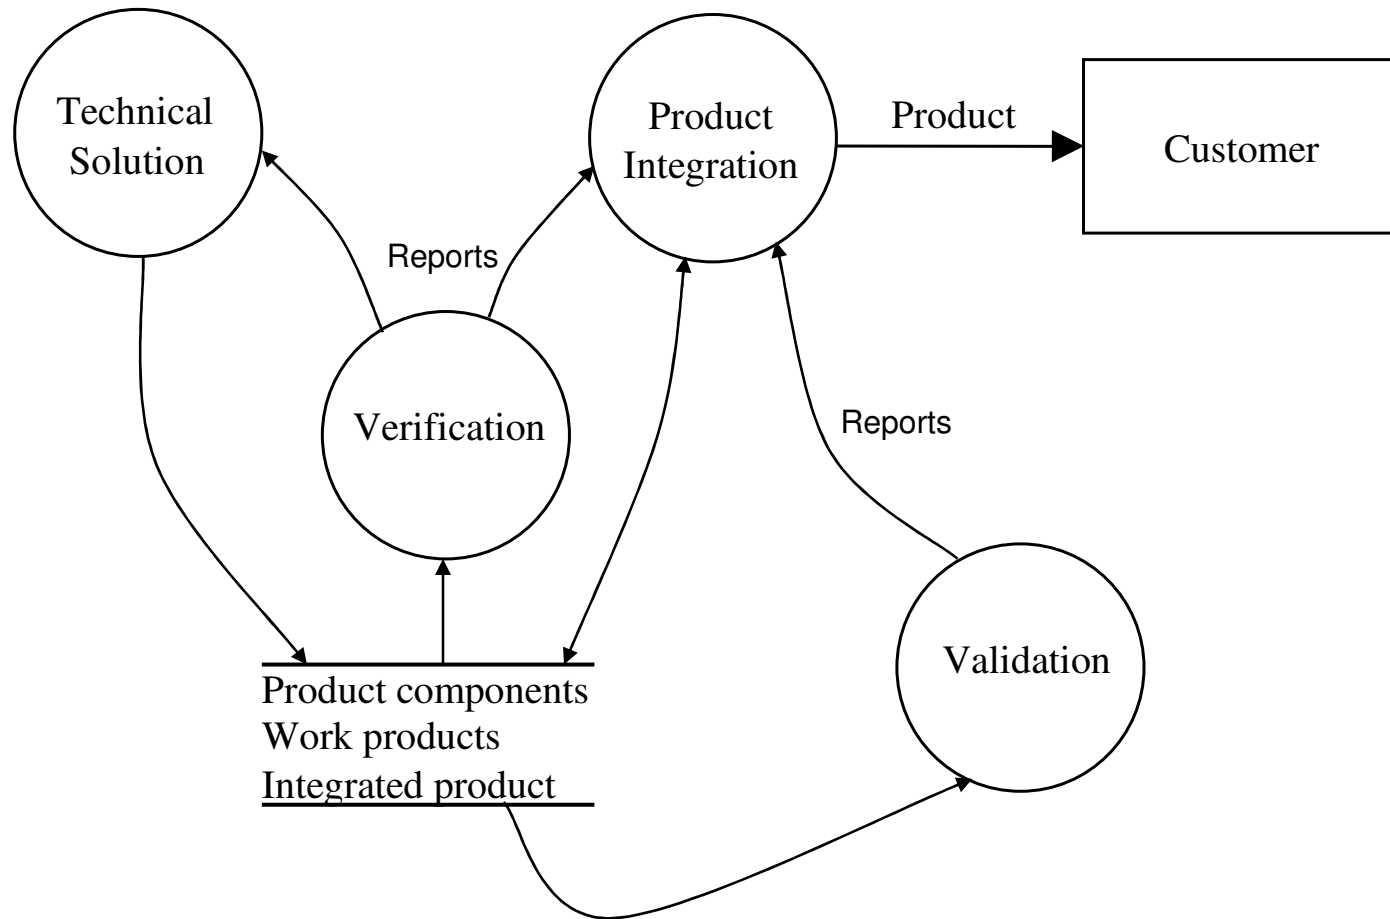 Technical
Solution
Product
Integration
Product
Customer
Reports
Verification
Reports
Validation
Product components
Work products
Integrated product